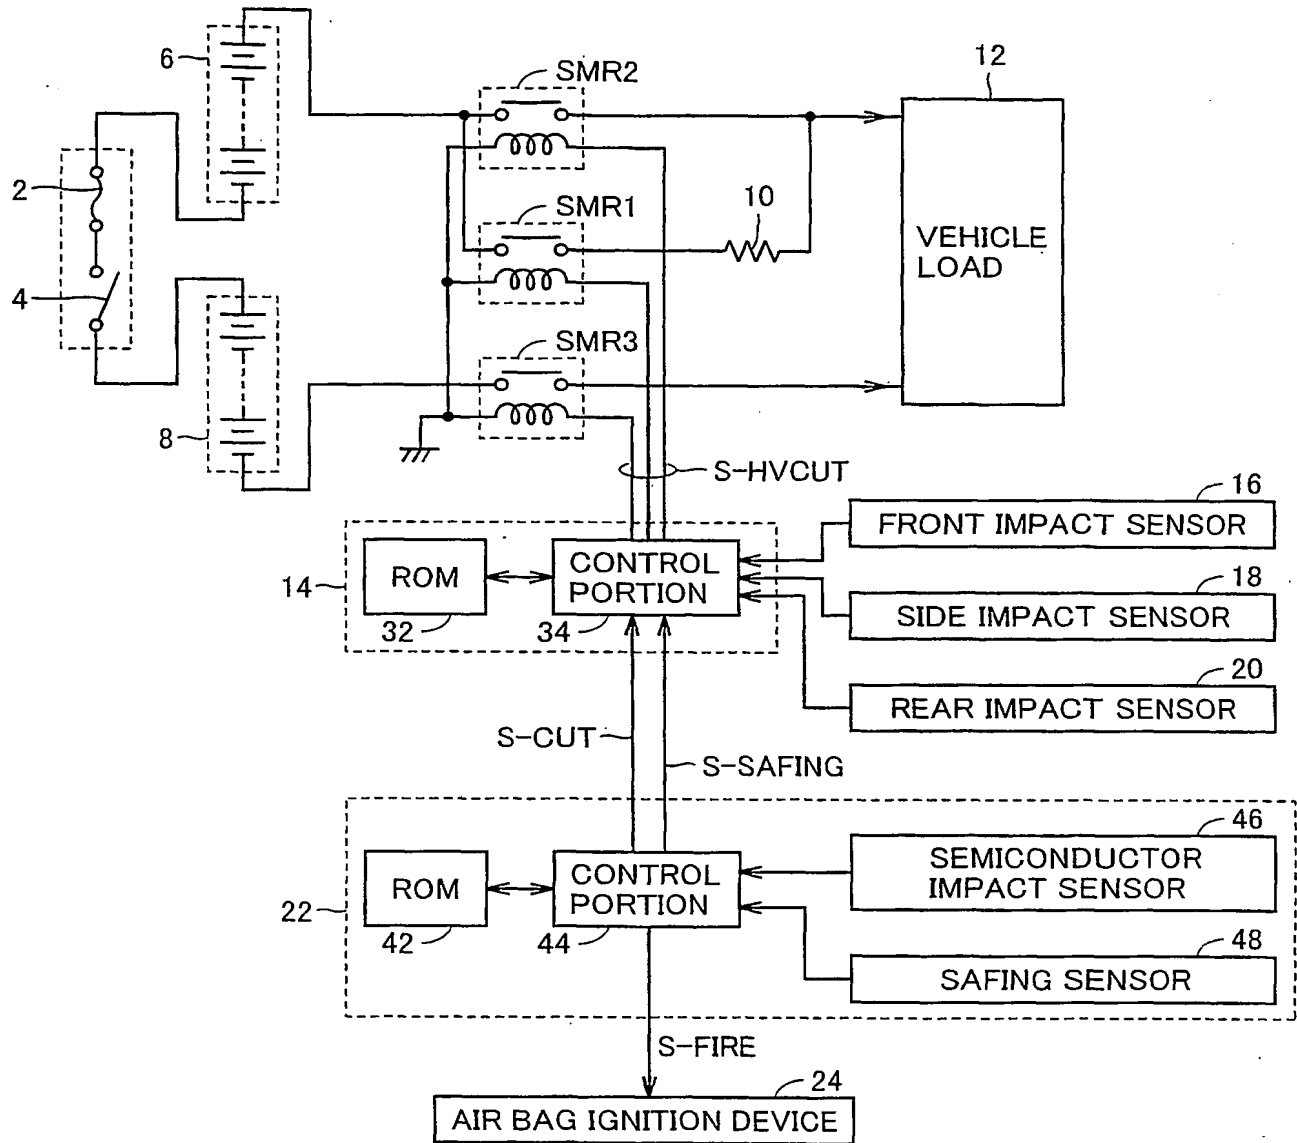 6
SMR2
12
2
SMR1
10
VEHICLE
LOAD
4
SMR3
8
S-HVCUT
16
FRONT IMPACT SENSOR
14
ROM
32
CONTROL
PORTION
34
18
SIDE IMPACT SENSOR
20
REAR IMPACT SENSOR
S-CUT
S-SAFING
22
ROM
42
CONTROL
PORTION
44
46
SEMICONDUCTOR
IMPACT SENSOR
48
SAFING SENSOR
S-FIRE
24
AIR BAG IGNITION DEVICE